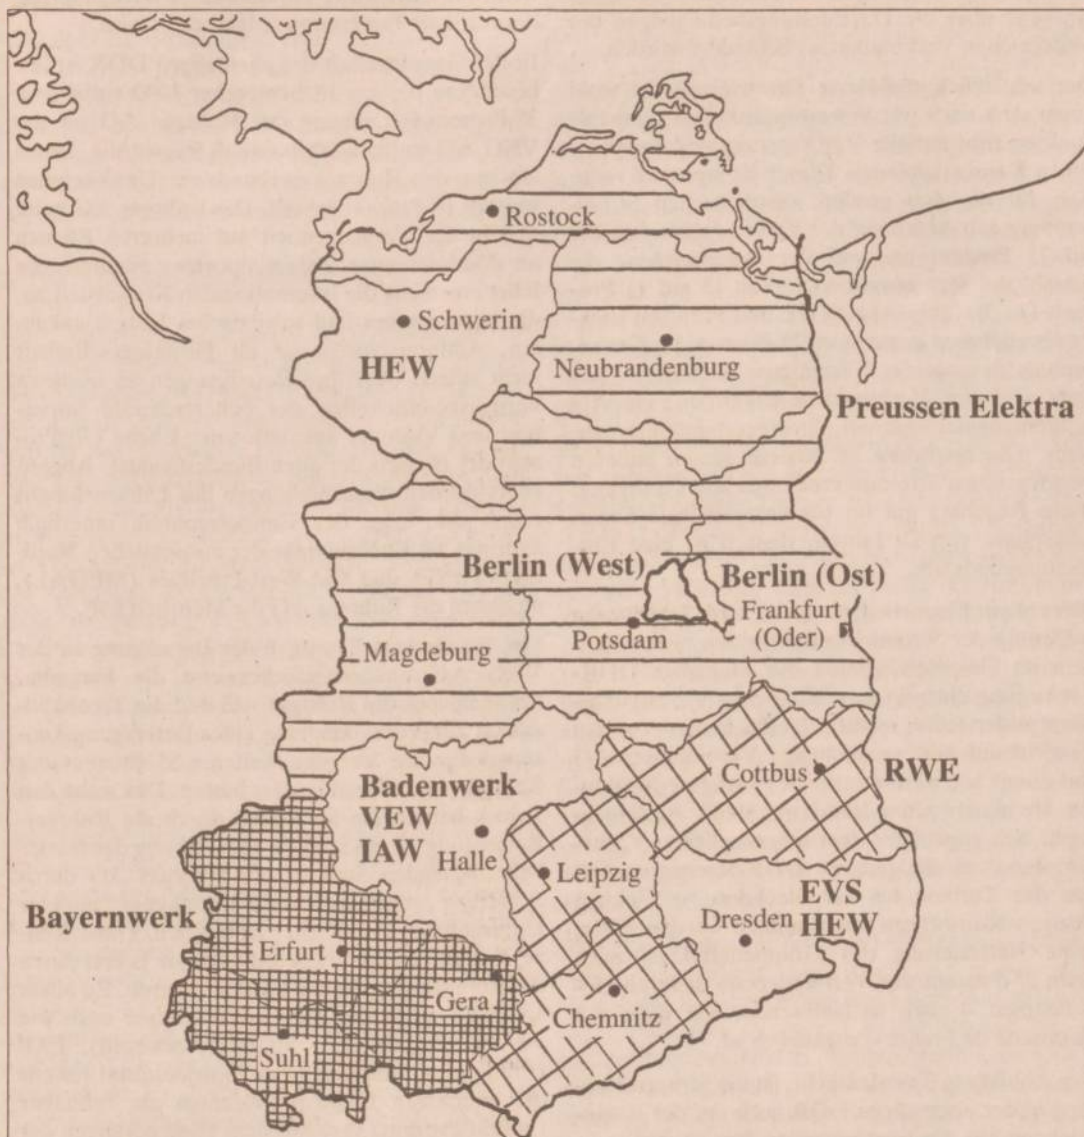 Rostock
Schwerin
HEW
Neubrandenburg
Preussen Elektra
Berlin (West)
Berlin (Ost)
Frankfurt
(Oder)
Potsdam
Magdeburg
Cottbus
RWE
Badenwerk
VEW
IAW
Halle
Leipzig
EVS
HEW
Dresden
Bayernwerk
Erfurt
Gera
Chemnitz
Suhl